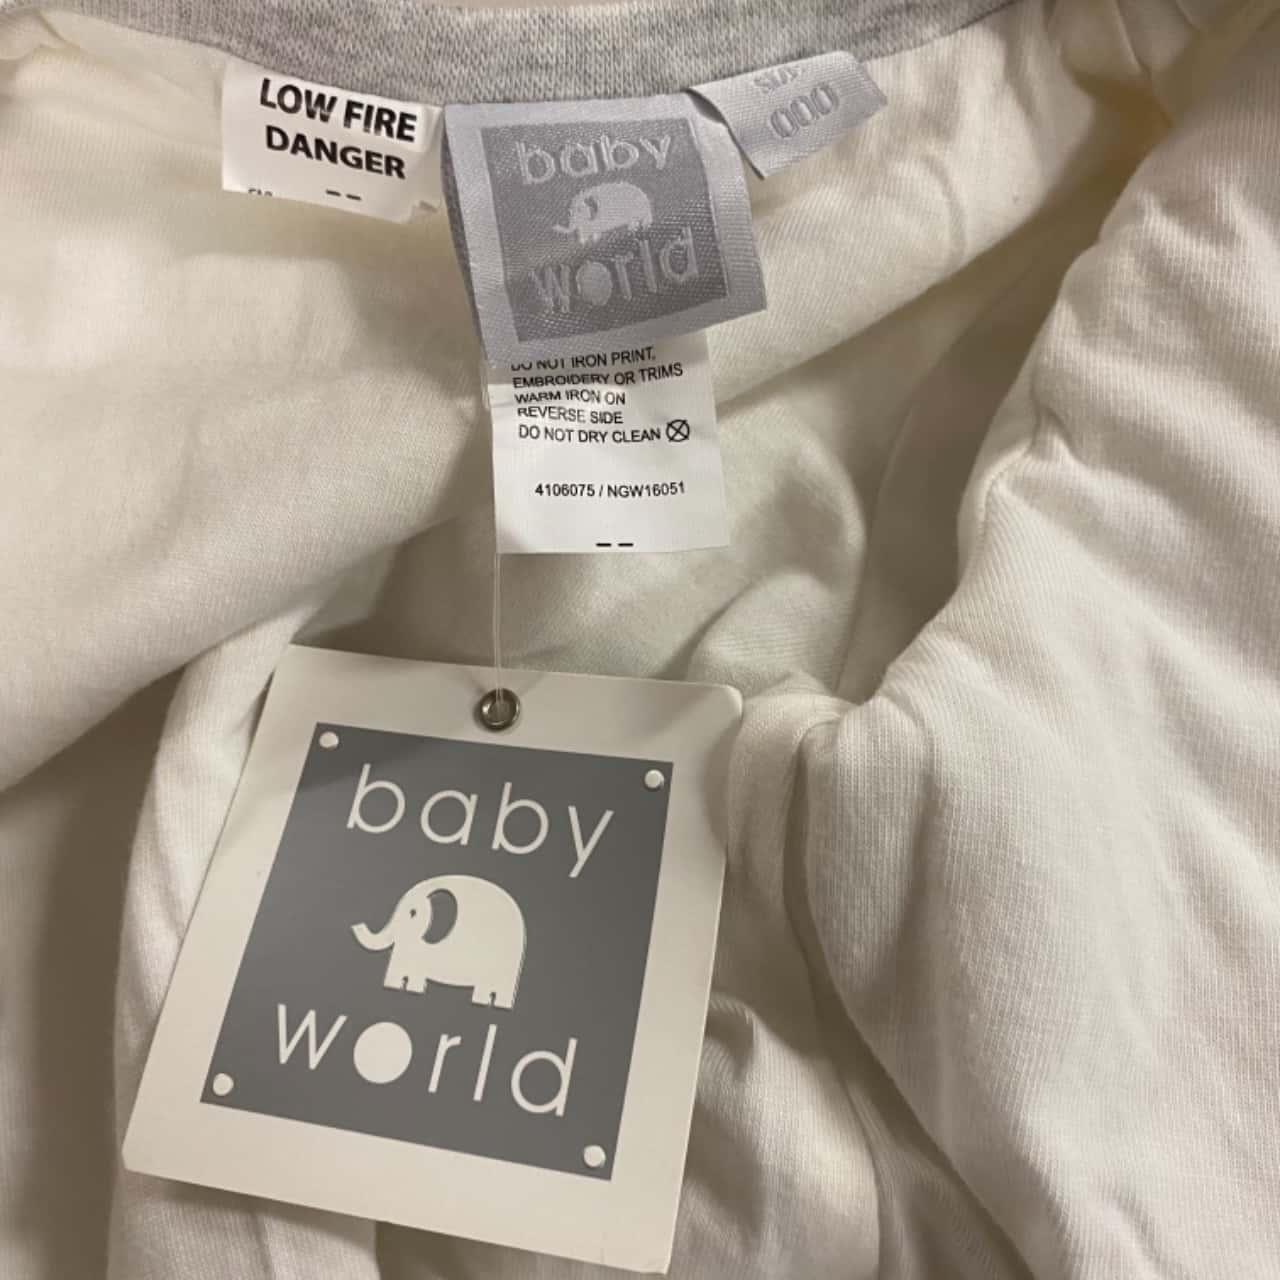 LOW FIRE
DANGER
baby
world
SIZE
000
DO NOT IRON PRINT,
EMBROIDERY OR TRIMS
WARM IRON ON
REVERSE SIDE
DO NOT DRY CLEAN
4106075 / NGW16051
baby
world